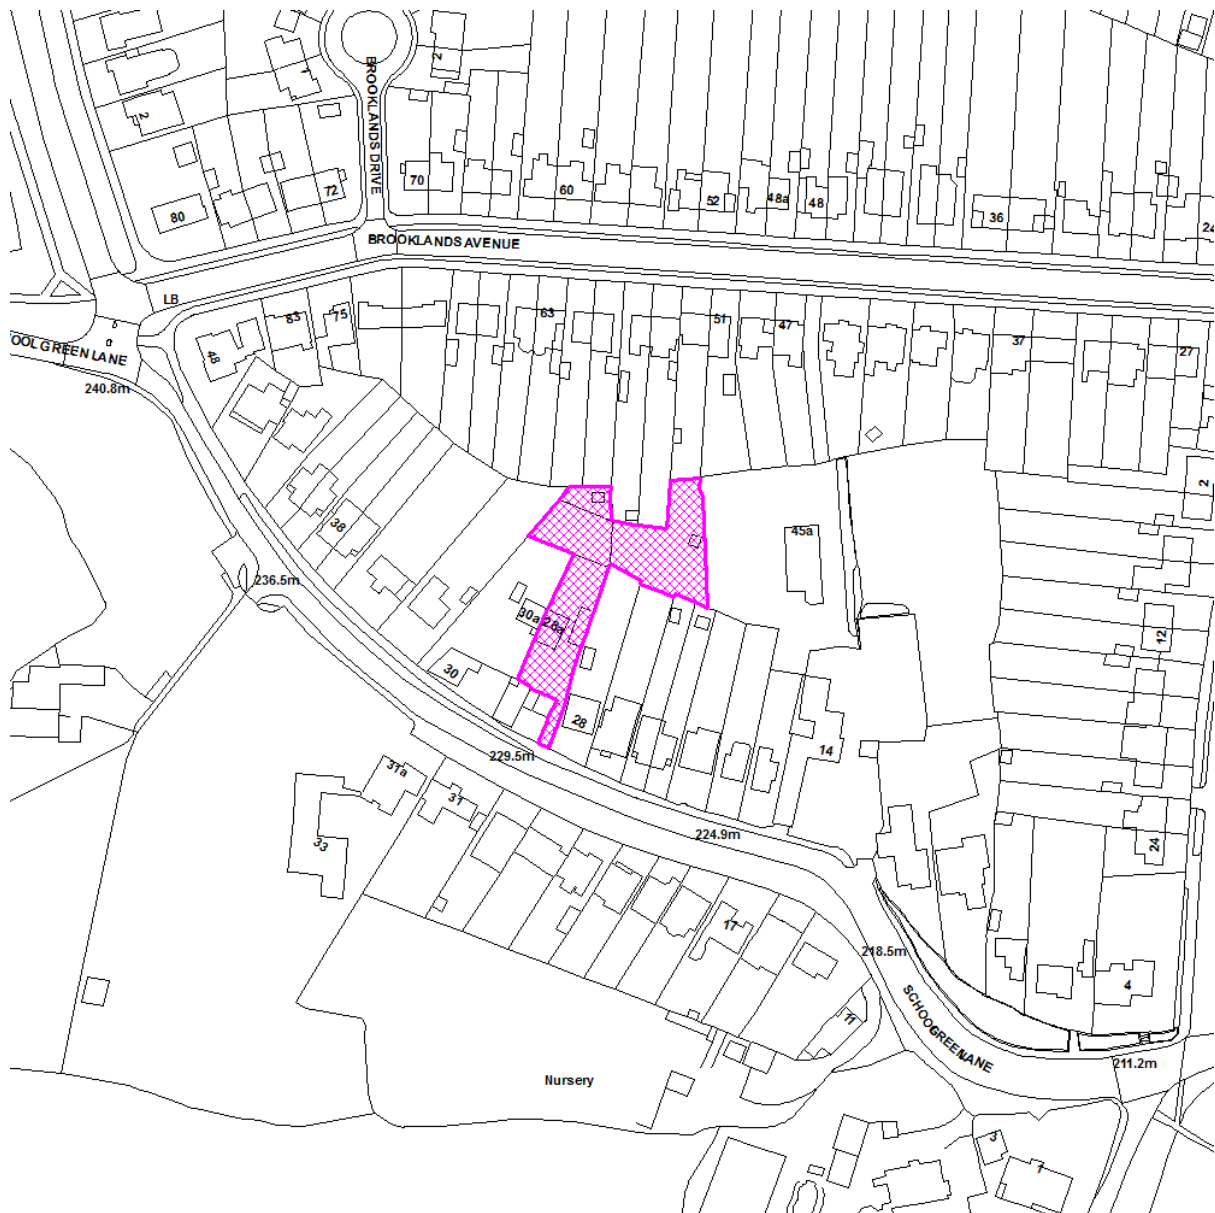 2
1
2
BROOKLANDS DRIVE
2
70
60
52
48a
48
36
24
72
80
BROOKLANDS AVENUE
LB
83
75
63
51
47
37
27
48
OOL GREEN LANE
240.8m
2
38
45a
236.5m
30a
28a
12
30
28
14
229.5m
31a
31
33
224.9m
24
17
218.5m
4
11
SCHOOL GREEN LANE
211.2m
Nursery
3
1